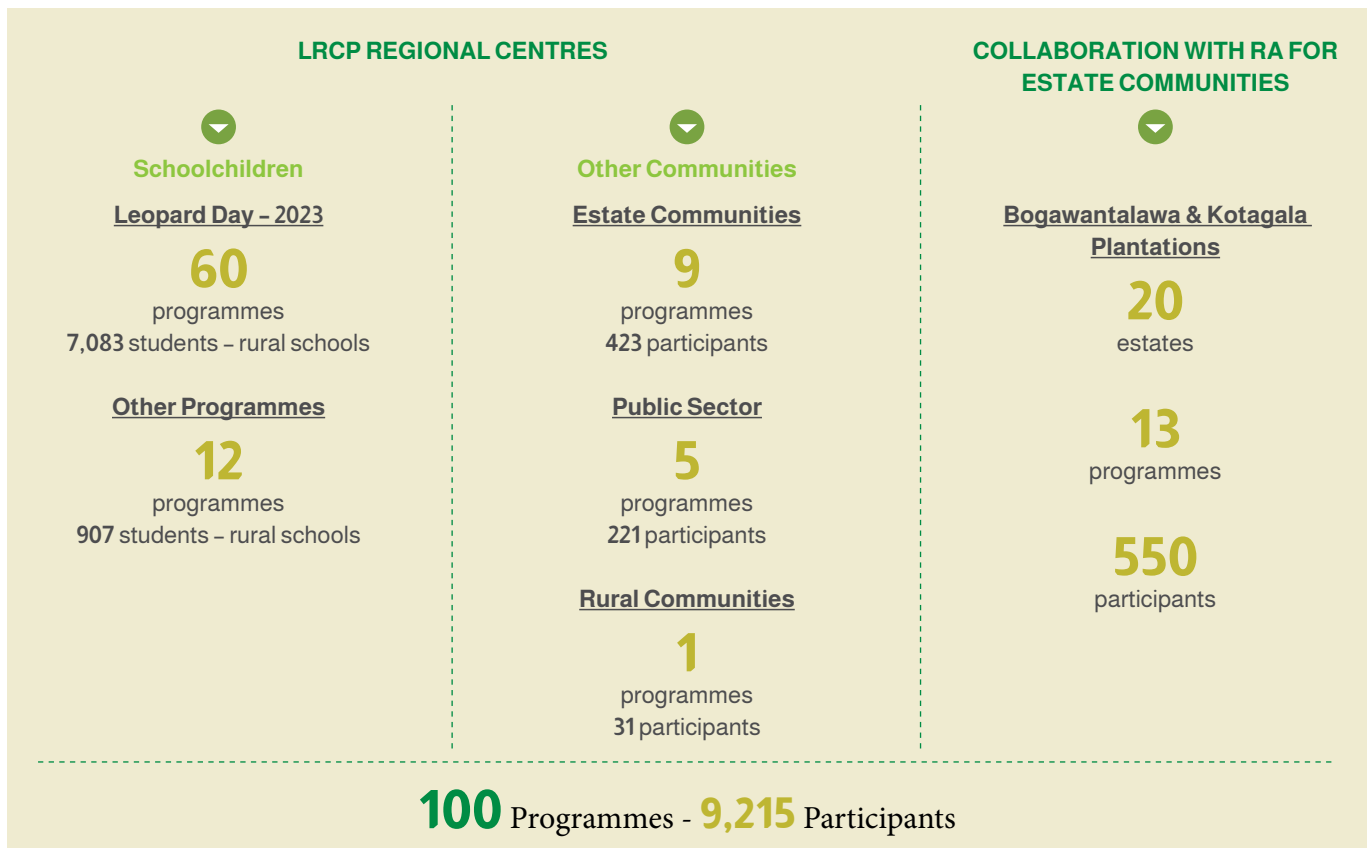 LRCP REGIONAL CENTRES
Schoolchildren
Leopard Day – 2023
60
programmes
7,083 students – rural schools
Other Programmes
12
programmes
907 students – rural schools
Other Communities
Estate Communities
9
programmes
423 participants
Public Sector
5
programmes
221 participants
Rural Communities
1
programmes
31 participants
COLLABORATION WITH RA FOR
ESTATE COMMUNITIES
Bogawantalawa & Kotagala
Plantations
20
estates
13
programmes
550
participants
100 Programmes - 9,215 Participants